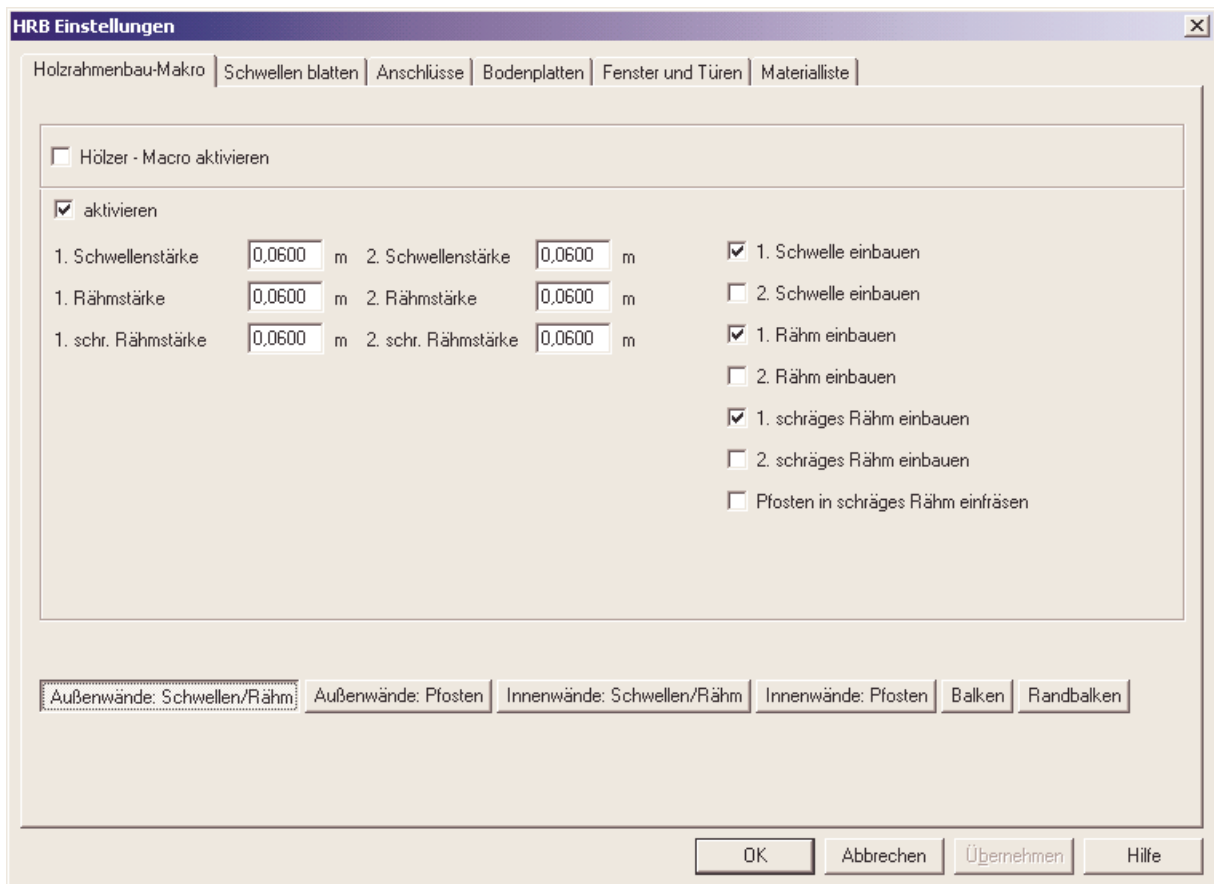 HRB Einstellungen
Holzrahmenbau-Makro Schwellen blatten Anschlüsse Bodenplatten Fenster und Türen Materialliste
Hölzer - Macro aktivieren
aktivieren
1. Schwellenstärke 0,0600 m 2. Schwellenstärke 0,0600 m
1. Rähmstärke 0,0600 m 2. Rähmstärke 0,0600 m
1. schr. Rähmstärke 0,0600 m 2. schr. Rähmstärke 0,0600 m
1. Schwelle einbauen
2. Schwelle einbauen
1. Rähm einbauen
2. Rähm einbauen
1. schräges Rähm einbauen
2. schräges Rähm einbauen
Pfosten in schräges Rähm einfräsen
Außenwände: Schwellen/Rähm Außenwände: Pfosten Innenwände: Schwellen/Rähm Innenwände: Pfosten Balken Randbalken
OK Abbrechen Übernehmen Hilfe